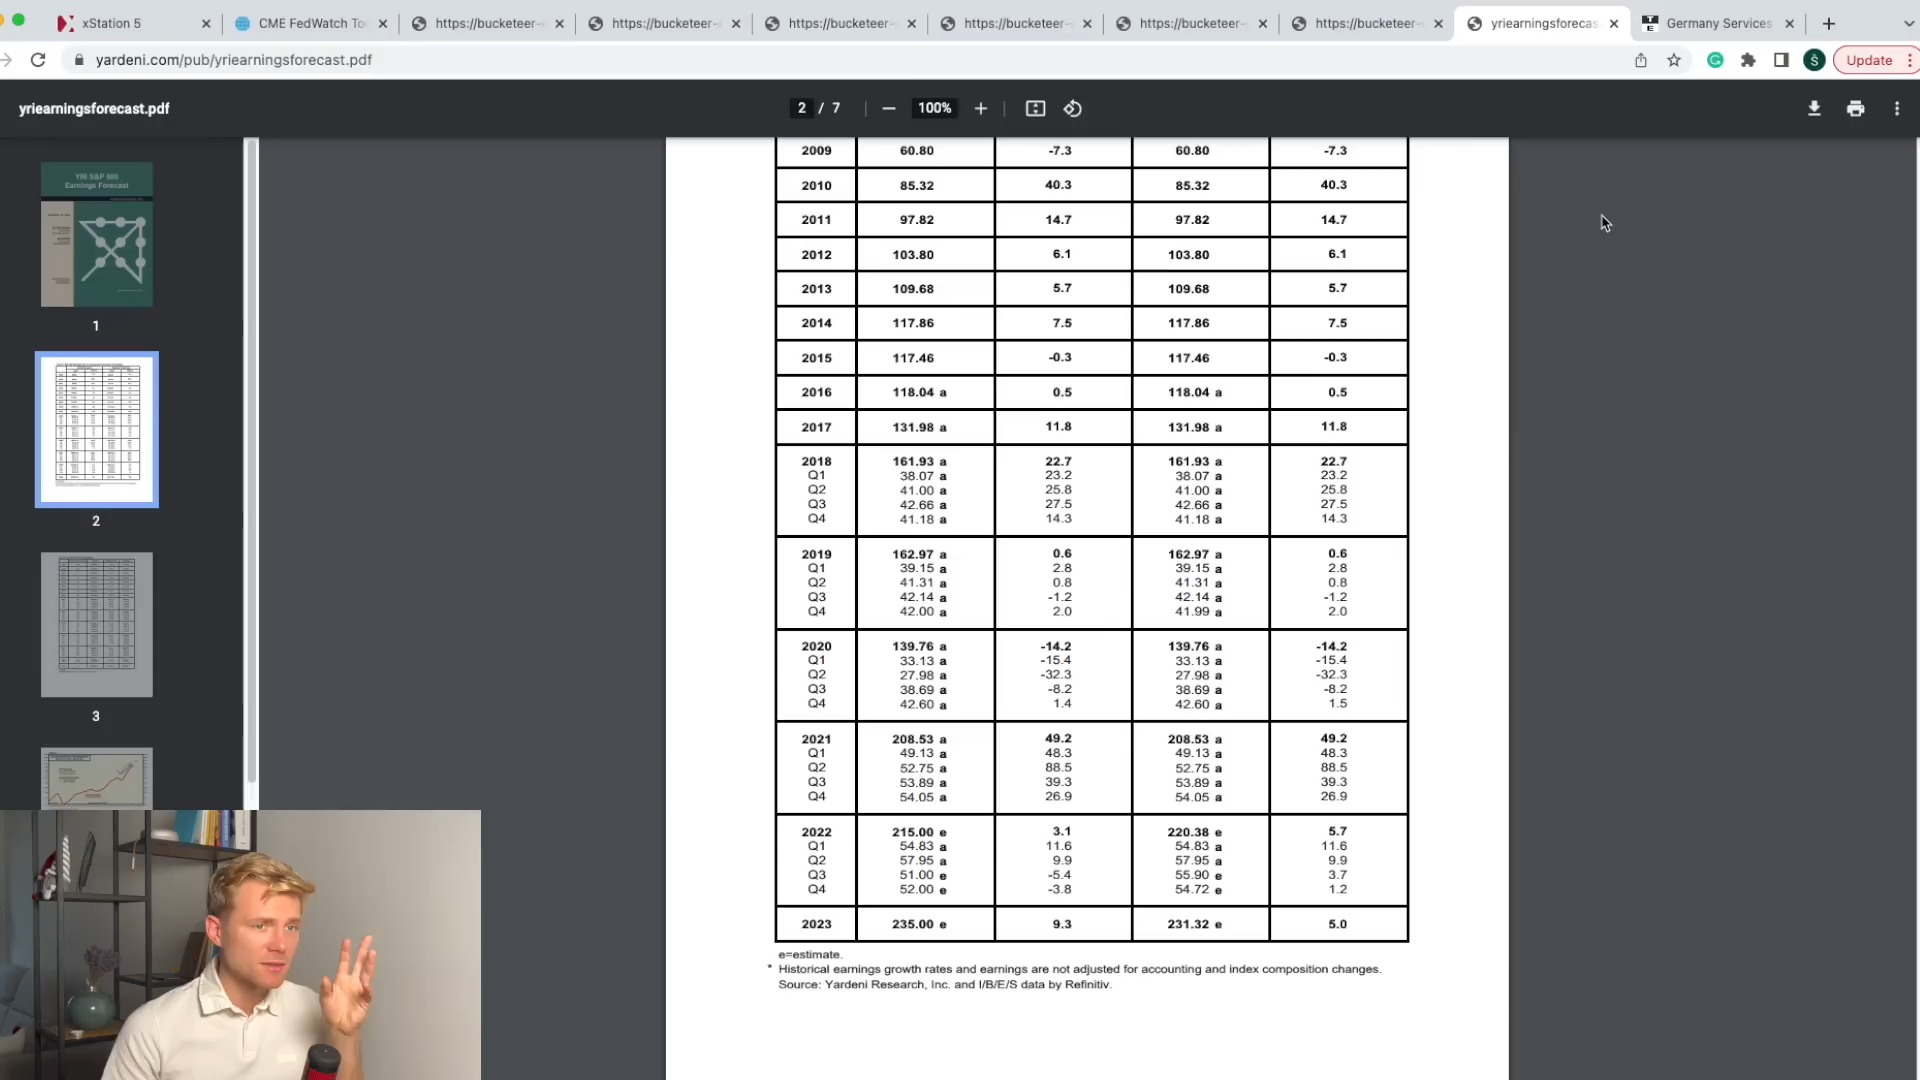 xStation 5
CME FedWatch Too
https://bucketeer-
https://bucketeer-
https://bucketeer-
https://bucketeer-
https://bucketeer-
https://bucketeer-
yriearningsforecas
Germany Services
yardeni.com/pub/yriearningsforecast.pdf
Š
Update
yriearningsforecast.pdf
2 / 7
100%
YRI S&P 500
Earnings Forecast
1
2
3
2009 60.80 -7.3 60.80 -7.3
2010 85.32 40.3 85.32 40.3
2011 97.82 14.7 97.82 14.7
2012 103.80 6.1 103.80 6.1
2013 109.68 5.7 109.68 5.7
2014 117.86 7.5 117.86 7.5
2015 117.46 -0.3 117.46 -0.3
2016 118.04 a 0.5 118.04 a 0.5
2017 131.98 a 11.8 131.98 a 11.8
2018 161.93 a 22.7 161.93 a 22.7
Q1 38.07 a 23.2 38.07 a 23.2
Q2 41.00 a 25.8 41.00 a 25.8
Q3 42.66 a 27.5 42.66 a 27.5
Q4 41.18 a 14.3 41.18 a 14.3
2019 162.97 a 0.6 162.97 a 0.6
Q1 39.15 a 2.8 39.15 a 2.8
Q2 41.31 a 0.8 41.31 a 0.8
Q3 42.14 a -1.2 42.14 a -1.2
Q4 42.00 a 2.0 41.99 a 2.0
2020 139.76 a -14.2 139.76 a -14.2
Q1 33.13 a -15.4 33.13 a -15.4
Q2 27.98 a -32.3 27.98 a -32.3
Q3 38.69 a -8.2 38.69 a -8.2
Q4 42.60 a 1.4 42.60 a 1.5
2021 208.53 a 49.2 208.53 a 49.2
Q1 49.13 a 48.3 49.13 a 48.3
Q2 52.75 a 88.5 52.75 a 88.5
Q3 53.89 a 39.3 53.89 a 39.3
Q4 54.05 a 26.9 54.05 a 26.9
2022 215.00 e 3.1 220.38 e 5.7
Q1 54.83 a 11.6 54.83 a 11.6
Q2 57.95 a 9.9 57.95 a 9.9
Q3 51.00 e -5.4 55.90 e 3.7
Q4 52.00 e -3.8 54.72 e 1.2
2023 235.00 e 9.3 231.32 e 5.0
e=estimate.
* Historical earnings growth rates and earnings are not adjusted for accounting and index composition changes.
Source: Yardeni Research, Inc. and I/B/E/S data by Refinitiv.